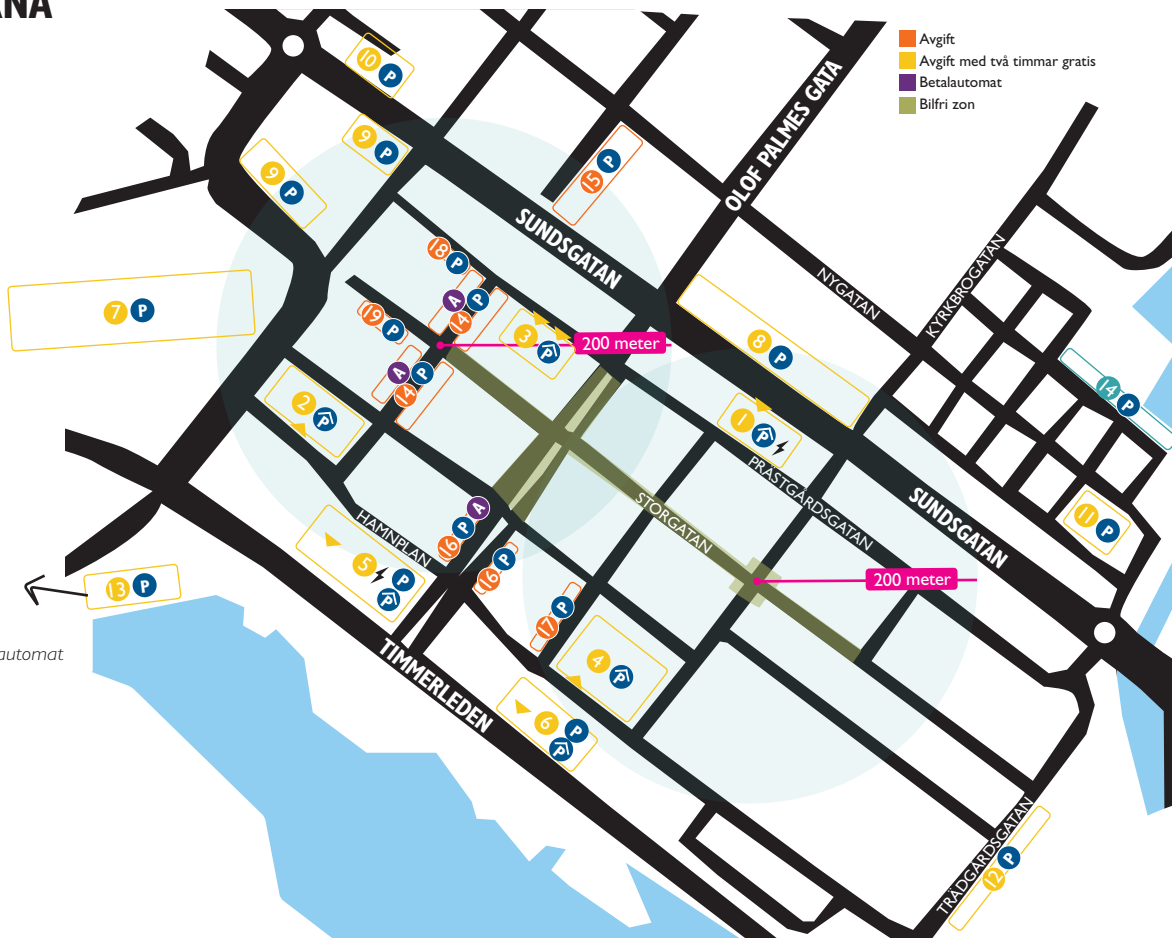 ANA
Avgift
Avgift med två timmar gratis
Betalautomat
Bilfri zon
10 P
9 P
9 P
15 P
OLOF PALMES GATA
SUNDSGATAN
NYGATAN
KYRKBROGATAN
18 P
A P
14
7 P
19 P
3 P
200 meter
8 P
A P
14
14 P
2 P
1 P
PRÄSTGÅRDSGATAN
STORGATAN
SUNDSGATAN
11 P
HAMNPLAN
A
P
16
16 P
5 P
P
200 meter
13 P
17 P
automat
4 P
TIMMERLEDEN
6 P
P
TRÄDGÅRDSGATAN
12 P